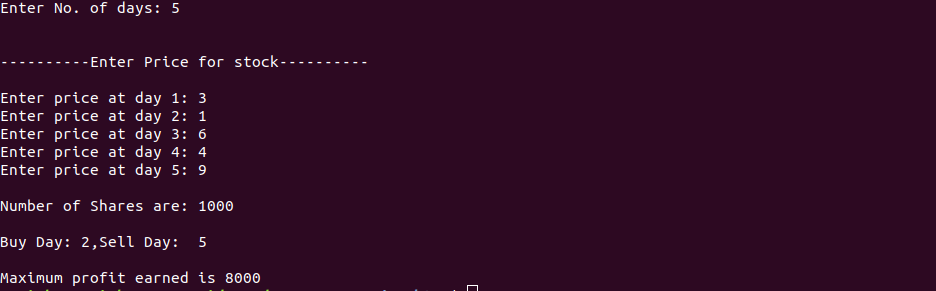 Enter No. of days: 5
----------Enter Price for stock----------
Enter price at day 1: 3
Enter price at day 2: 1
Enter price at day 3: 6
Enter price at day 4: 4
Enter price at day 5: 9
Number of Shares are: 1000
Buy Day: 2,Sell Day:  5
Maximum profit earned is 8000